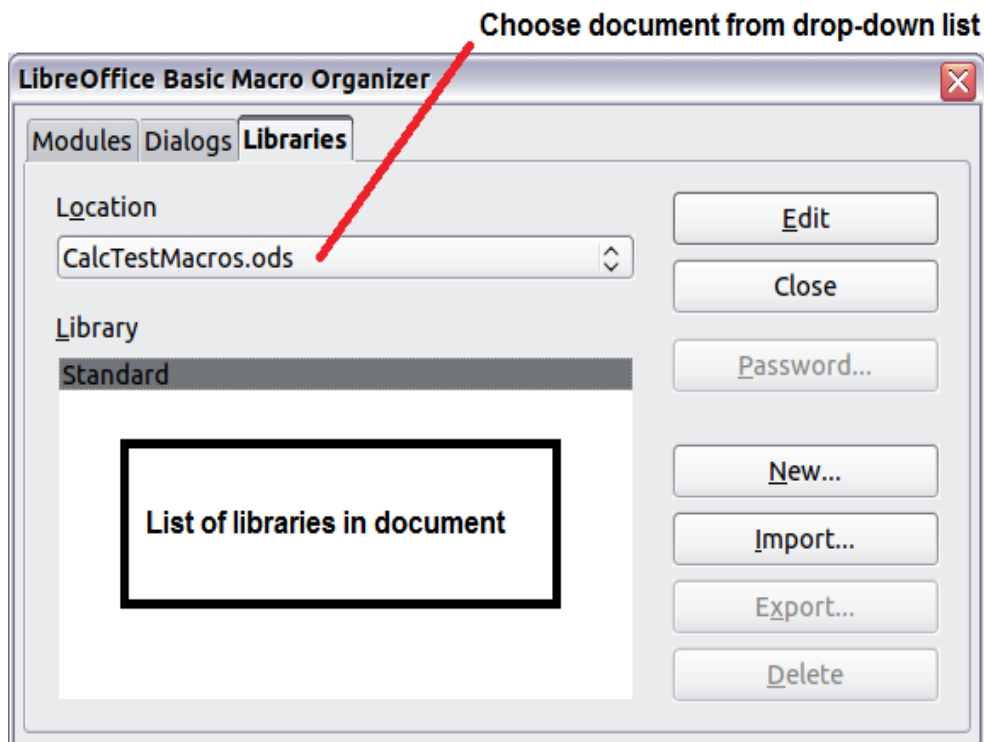 Choose document from drop-down list
LibreOffice Basic Macro Organizer
Modules Dialogs Libraries
Location
CalcTestMacros.ods
Library
Standard
List of libraries in document
Edit
Close
Password...
New...
Import...
Export...
Delete